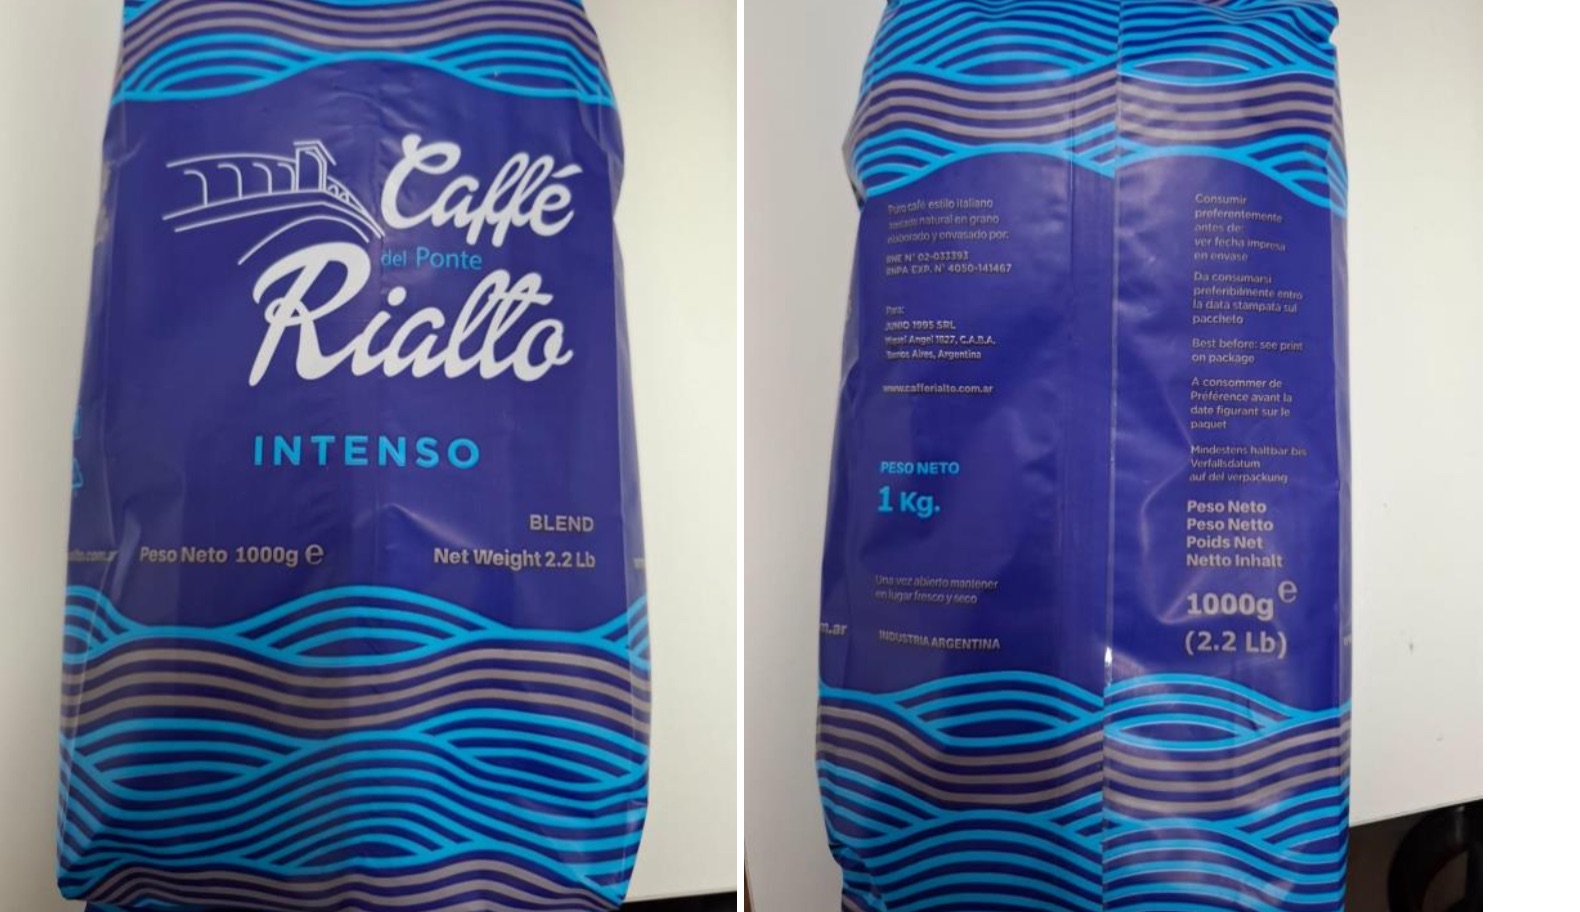 Caffé
del Ponte
Rialto
INTENSO
BLEND
Peso Neto 1000g e
Net Weight 2.2 Lb
Puro café estilo italiano
tostado natural en grano
elaborado y envasado por:
RNE N° 02-033393
RNPA EXP. N° 4050-141467
Para:
JUNIO 1995 SRL
Miguel Angel 1827, C.A.B.A.
Buenos Aires, Argentina
www.cafferialto.com.ar
PESO NETO
1 Kg.
Una vez abierto mantener
en lugar fresco y seco
m.ar
INDUSTRIA ARGENTINA
Consumir
preferentemente
antes de:
ver fecha impresa
en envase
Da consumarsi
preferibilmente entro
la data stampata sul
paccheto
Best before: see print
on package
A consommer de
Préférence avant la
date figurant sur le
paquet
Mindestens haltbar bis
Verfallsdatum
auf del verpackung
Peso Neto
Peso Netto
Poids Net
Netto Inhalt
1000g e
(2.2 Lb)